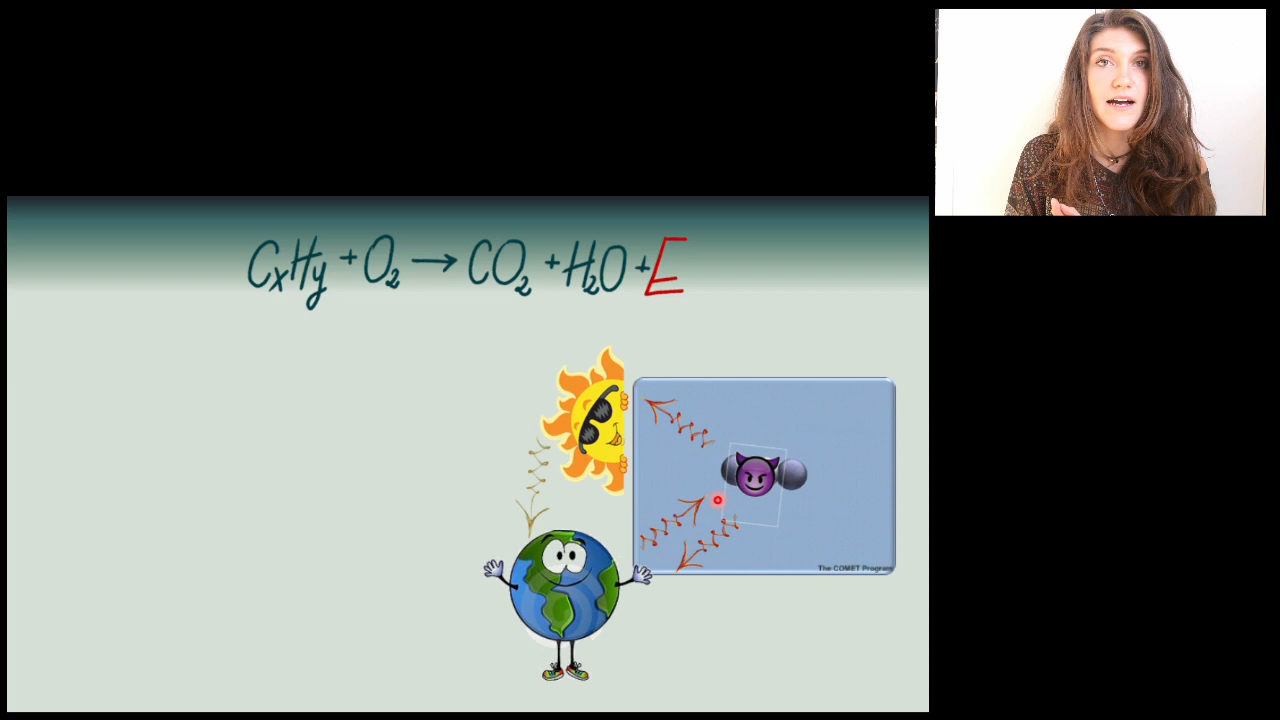 CxHy + O₂ → CO₂ + H₂O + E
The COMET Program